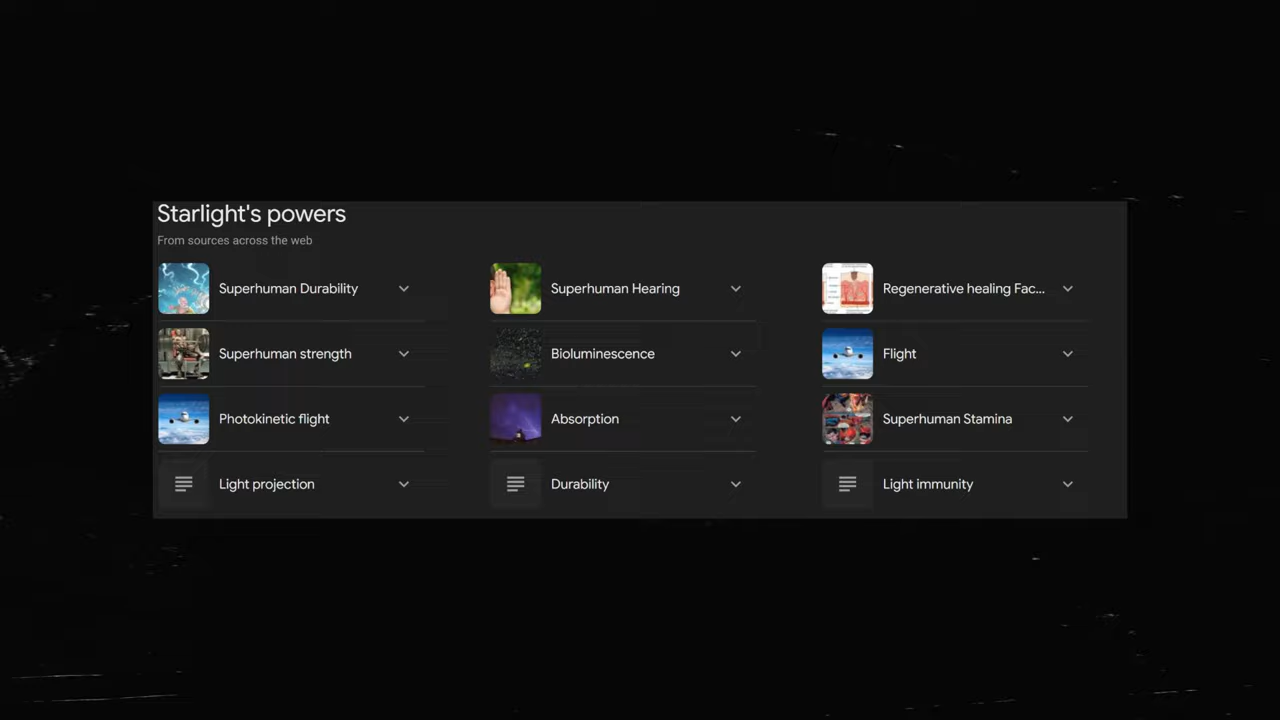 Starlight's powers
From sources across the web
Superhuman Durability
Superhuman Hearing
Regenerative healing Fac...
Superhuman strength
Bioluminescence
Flight
Photokinetic flight
Absorption
Superhuman Stamina
Light projection
Durability
Light immunity